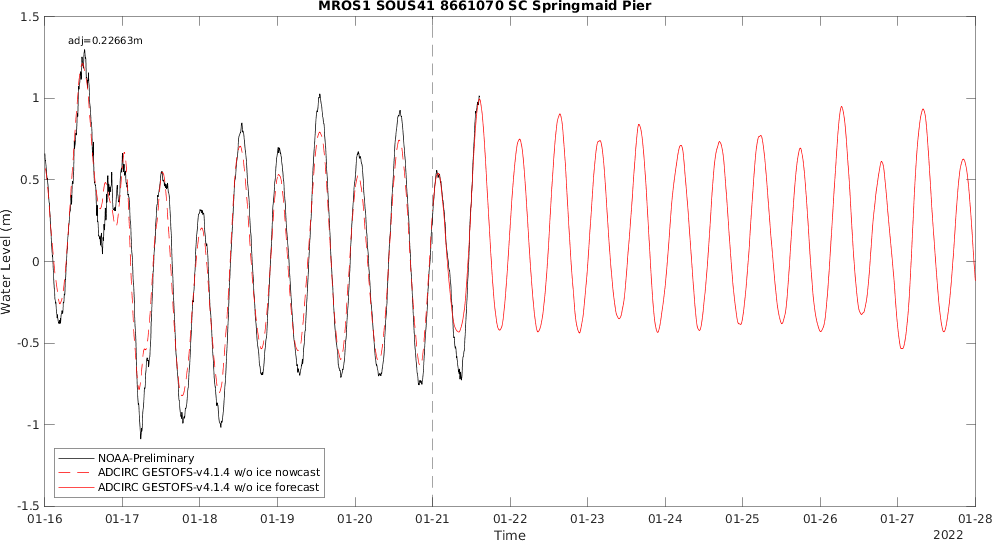 MROS1 SOUS41 8661070 SC Springmaid Pier
adj=0.22663m
Water Level (m)
1.5
1
0.5
0
-0.5
-1
-1.5
NOAA-Preliminary
ADCIRC GESTOFS-v4.1.4 w/o ice nowcast
ADCIRC GESTOFS-v4.1.4 w/o ice forecast
01-16 01-17 01-18 01-19 01-20 01-21 01-22 01-23 01-24 01-25 01-26 01-27 01-28
Time
2022